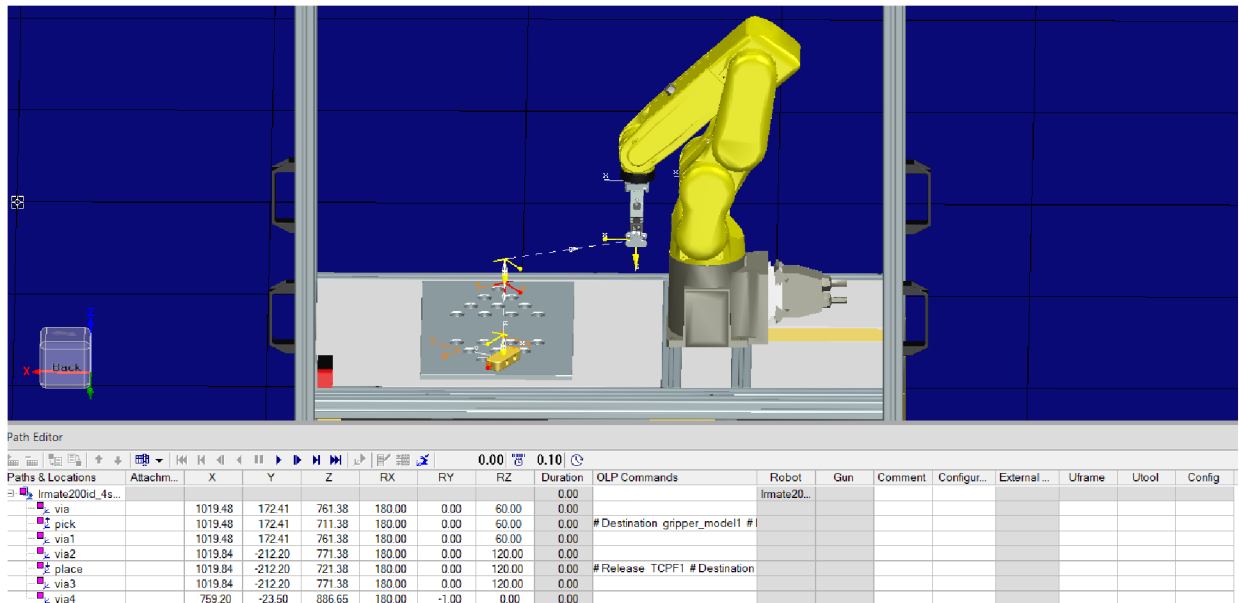 Back
X
Z
Path Editor
0.00 0.10
Paths & Locations Attachm... X Y Z RX RY RZ Duration OLP Commands Robot Gun Comment Configur... External ... Uframe Utool Config
lrmate200id_4s... 0.00 lrmate20...
via 1019.48 172.41 761.38 180.00 0.00 60.00 0.00
pick 1019.48 172.41 711.38 180.00 0.00 60.00 0.00 # Destination gripper_model1 #
via1 1019.48 172.41 761.38 180.00 0.00 60.00 0.00
via2 1019.84 -212.20 771.38 180.00 0.00 120.00 0.00
place 1019.84 -212.20 721.38 180.00 0.00 120.00 0.00 # Release TCPF1 # Destination
via3 1019.84 -212.20 771.38 180.00 0.00 120.00 0.00
via4 759.20 -23.50 886.65 180.00 -1.00 0.00 0.00